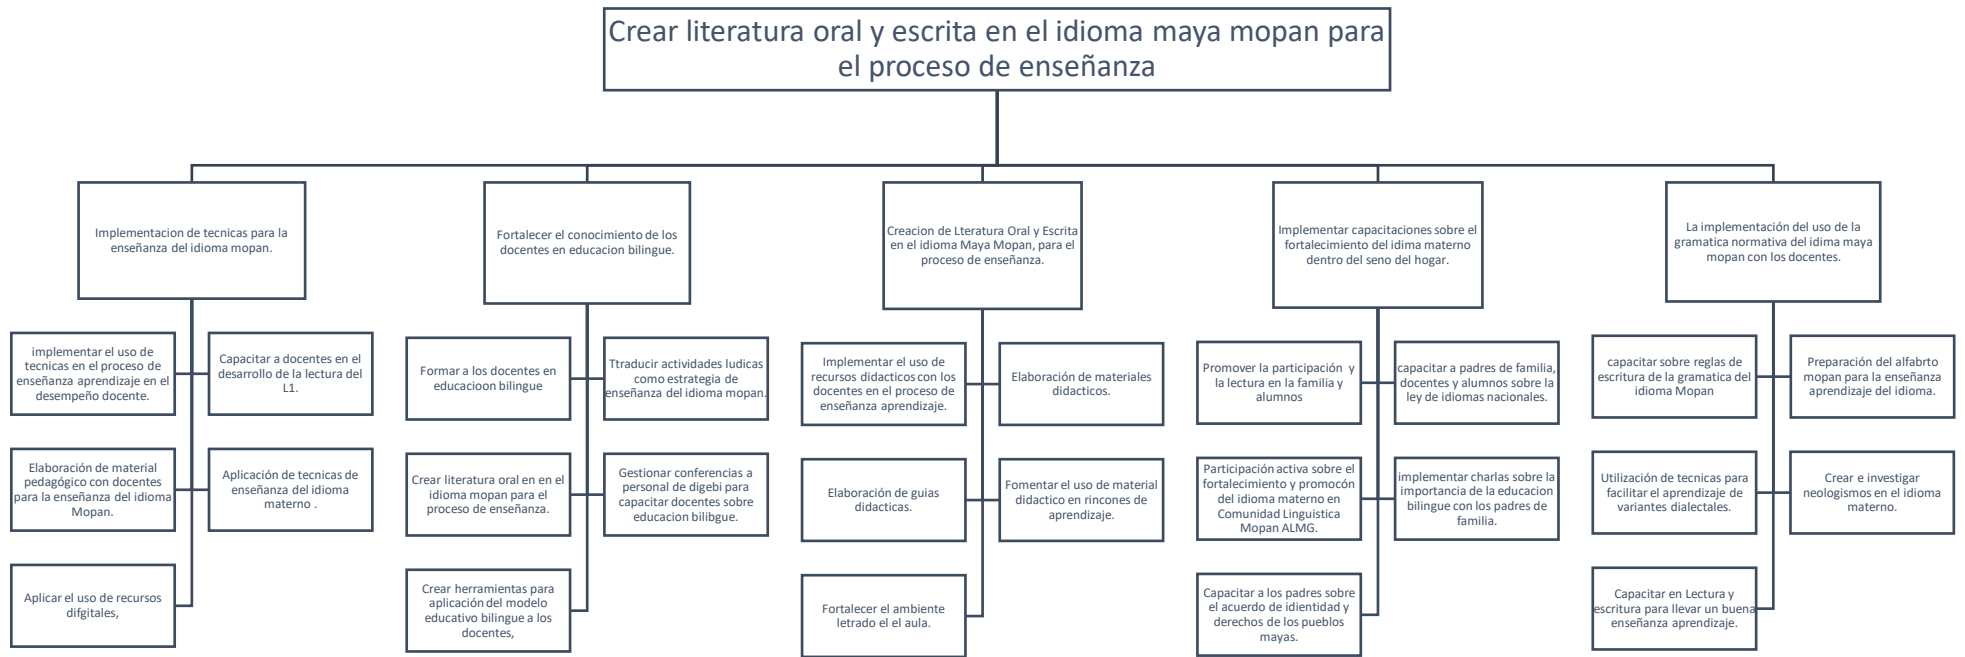 Crear literatura oral y escrita en el idioma maya mopan para
el proceso de enseñanza
Implementacion de tecnicas para la
enseñanza del idioma mopan.
implementar el uso de
tecnicas en el proceso de
enseñanza aprendizaje en el
desempeño docente.
Capacitar a docentes en el
desarrollo de la lectura del
L1.
Elaboración de material
pedagógico con docentes
para la enseñanza del idioma
Mopan.
Aplicación de tecnicas de
enseñanza del idioma
materno .
Aplicar el uso de recursos
difgitales,
Fortalecer el conocimiento de los
docentes en educacion bilingue.
Formar a los docentes en
educacioon bilingue
Ttraducir actividades ludicas
como estrategia de
enseñanza del idioma mopan.
Crear literatura oral en en el
idioma mopan para el
proceso de enseñanza.
Gestionar conferencias a
personal de digebi para
capacitar docentes sobre
educacion bilibgue.
Crear herramientas para
aplicación del modelo
educativo bilingue a los
docentes,
Creacion de Lteratura Oral y Escrita
en el idioma Maya Mopan, para el
proceso de enseñanza.
Implementar el uso de
recursos didacticos con los
docentes en el proceso de
enseñanza aprendizaje.
Elaboración de materiales
didacticos.
Elaboración de guias
didacticas.
Fomentar el uso de material
didactico en rincones de
aprendizaje.
Fortalecer el ambiente
letrado el el aula.
Implementar capacitaciones sobre el
fortalecimiento del idima materno
dentro del seno del hogar.
Promover la participación y
la lectura en la familia y
alumnos
capacitar a padres de familia,
docentes y alumnos sobre la
ley de idiomas nacionales.
Participación activa sobre el
fortalecimiento y promocón
del idioma materno en
Comunidad Linguistica
Mopan ALMG.
implementar charlas sobre la
importancia de la educacion
bilingue con los padres de
familia.
Capacitar a los padres sobre
el acuerdo de idientidad y
derechos de los pueblos
mayas.
La implementación del uso de la
gramatica normativa del idima maya
mopan con los docentes.
capacitar sobre reglas de
escritura de la gramatica del
idioma Mopan
Preparación del alfabrto
mopan para la enseñanza
aprendizaje del idioma.
Utilización de tecnicas para
facilitar el aprendizaje de
variantes dialectales.
Crear e investigar
neologismos en el idioma
materno.
Capacitar en Lectura y
escritura para llevar un buena
enseñanza aprendizaje.